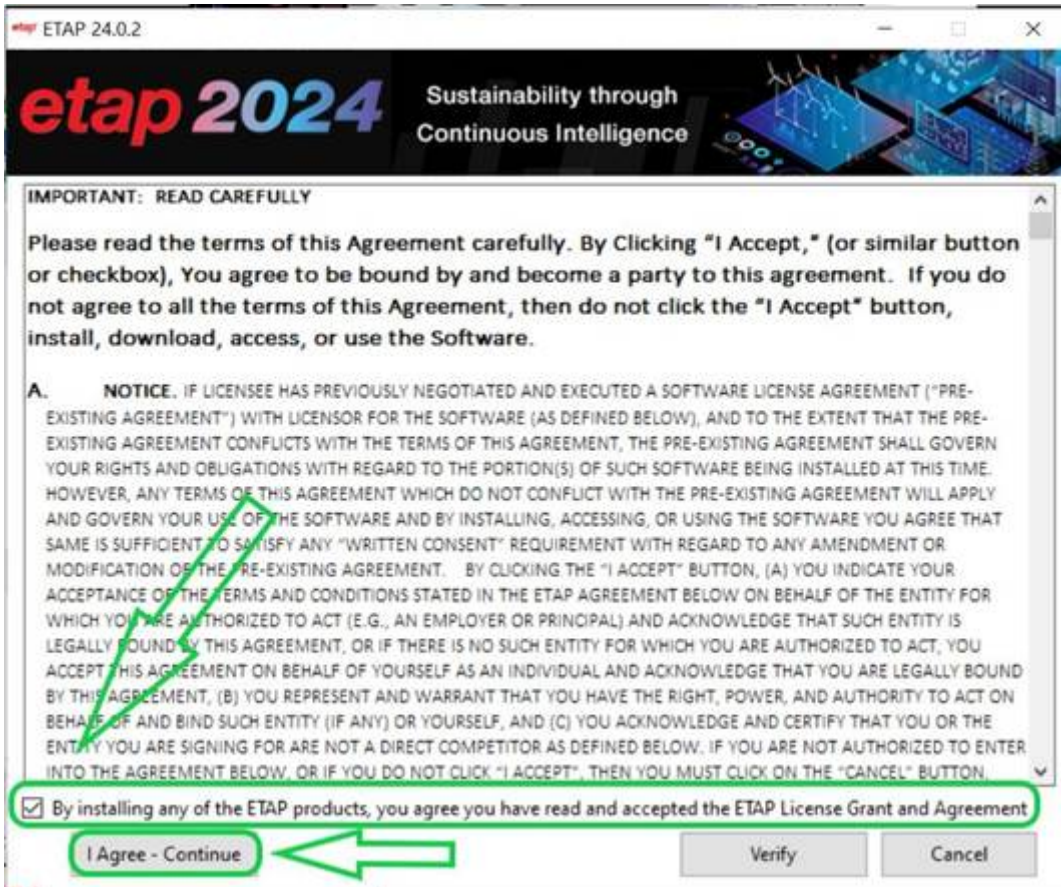 etap ETAP 24.0.2
etap 2024
Sustainability through
Continuous Intelligence
IMPORTANT: READ CAREFULLY
Please read the terms of this Agreement carefully. By Clicking “I Accept,” (or similar button
or checkbox), You agree to be bound by and become a party to this agreement. If you do
not agree to all the terms of this Agreement, then do not click the “I Accept” button,
install, download, access, or use the Software.
A. NOTICE. IF LICENSEE HAS PREVIOUSLY NEGOTIATED AND EXECUTED A SOFTWARE LICENSE AGREEMENT (“PRE-
EXISTING AGREEMENT”) WITH LICENSOR FOR THE SOFTWARE (AS DEFINED BELOW), AND TO THE EXTENT THAT THE PRE-
EXISTING AGREEMENT CONFLICTS WITH THE TERMS OF THIS AGREEMENT, THE PRE-EXISTING AGREEMENT SHALL GOVERN
YOUR RIGHTS AND OBLIGATIONS WITH REGARD TO THE PORTION(S) OF SUCH SOFTWARE BEING INSTALLED AT THIS TIME.
HOWEVER, ANY TERMS OF THIS AGREEMENT WHICH DO NOT CONFLICT WITH THE PRE-EXISTING AGREEMENT WILL APPLY
AND GOVERN YOUR USE OF THE SOFTWARE AND BY INSTALLING, ACCESSING, OR USING THE SOFTWARE YOU AGREE THAT
SAME IS SUFFICIENT TO SATISFY ANY “WRITTEN CONSENT” REQUIREMENT WITH REGARD TO ANY AMENDMENT OR
MODIFICATION OF THE PRE-EXISTING AGREEMENT. BY CLICKING THE “I ACCEPT” BUTTON, (A) YOU INDICATE YOUR
ACCEPTANCE OF THE TERMS AND CONDITIONS STATED IN THE ETAP AGREEMENT BELOW ON BEHALF OF THE ENTITY FOR
WHICH YOU ARE AUTHORIZED TO ACT (E.G., AN EMPLOYER OR PRINCIPAL) AND ACKNOWLEDGE THAT SUCH ENTITY IS
LEGALLY BOUND BY THIS AGREEMENT, OR IF THERE IS NO SUCH ENTITY FOR WHICH YOU ARE AUTHORIZED TO ACT, YOU
ACCEPT THIS AGREEMENT ON BEHALF OF YOURSELF AS AN INDIVIDUAL AND ACKNOWLEDGE THAT YOU ARE LEGALLY BOUND
BY THIS AGREEMENT, (B) YOU REPRESENT AND WARRANT THAT YOU HAVE THE RIGHT, POWER, AND AUTHORITY TO ACT ON
BEHALF OF AND BIND SUCH ENTITY (IF ANY) OR YOURSELF, AND (C) YOU ACKNOWLEDGE AND CERTIFY THAT YOU OR THE
ENTITY YOU ARE SIGNING FOR ARE NOT A DIRECT COMPETITOR AS DEFINED BELOW. IF YOU ARE NOT AUTHORIZED TO ENTER
INTO THE AGREEMENT BELOW, OR IF YOU DO NOT CLICK “I ACCEPT”, THEN YOU MUST CLICK ON THE “CANCEL” BUTTON.
By installing any of the ETAP products, you agree you have read and accepted the ETAP License Grant and Agreement
I Agree - Continue
Verify
Cancel